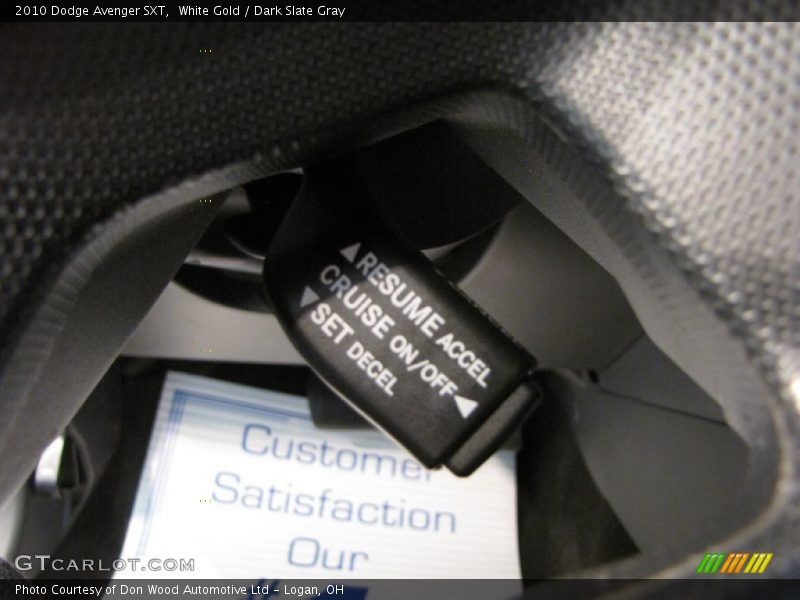 2010 Dodge Avenger SXT,  White Gold / Dark Slate Gray
RESUME ACCEL
CRUISE ON/OFF
SET DECEL
Customer
Satisfaction
Our
GTCARLOT.COM
Photo Courtesy of Don Wood Automotive Ltd - Logan, OH